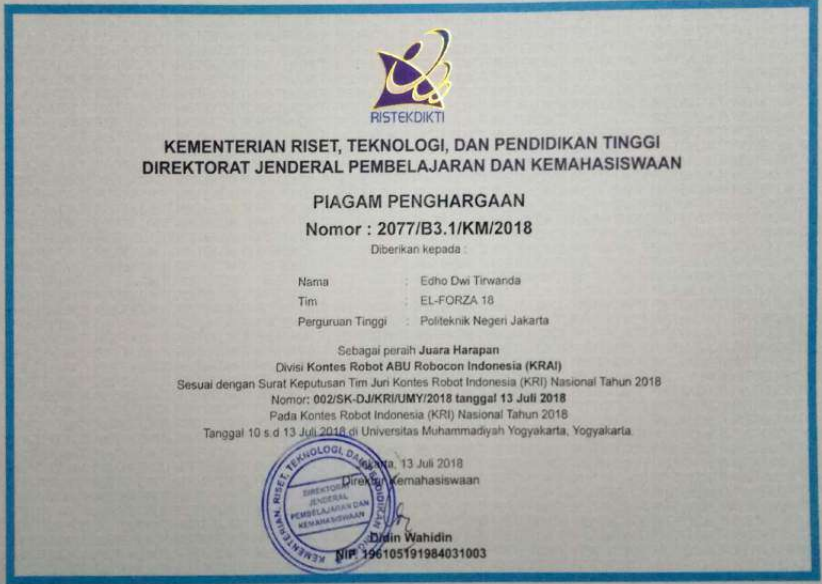 RISTEKDIKTI
KEMENTERIAN RISET, TEKNOLOGI, DAN PENDIDIKAN TINGGI
DIREKTORAT JENDERAL PEMBELAJARAN DAN KEMAHASISWAAN
PIAGAM PENGHARGAAN
Nomor : 2077/B3.1/KM/2018
Diberikan kepada :
Nama : Edho Dwi Tirwanda
Tim : EL-FORZA 18
Perguruan Tinggi : Politeknik Negeri Jakarta
Sebagai peraih Juara Harapan
Divisi Kontes Robot ABU Robocon Indonesia (KRAI)
Sesuai dengan Surat Keputusan Tim Juri Kontes Robot Indonesia (KRI) Nasional Tahun 2018
Nomor: 002/SK-DJ/KRI/UMY/2018 tanggal 13 Juli 2018
Pada Kontes Robot Indonesia (KRI) Nasional Tahun 2018
Tanggal 10 s.d 13 Juli 2018 di Universitas Muhammadiyah Yogyakarta, Yogyakarta.
Jakarta, 13 Juli 2018
Direktur Kemahasiswaan
KEMENTERIAN RISET, TEKNOLOGI, DAN PENDIDIKAN
DIREKTORAT
JENDERAL
PEMBELAJARAN DAN
KEMAHASISWAAN
Didin Wahidin
NIP. 196105191984031003